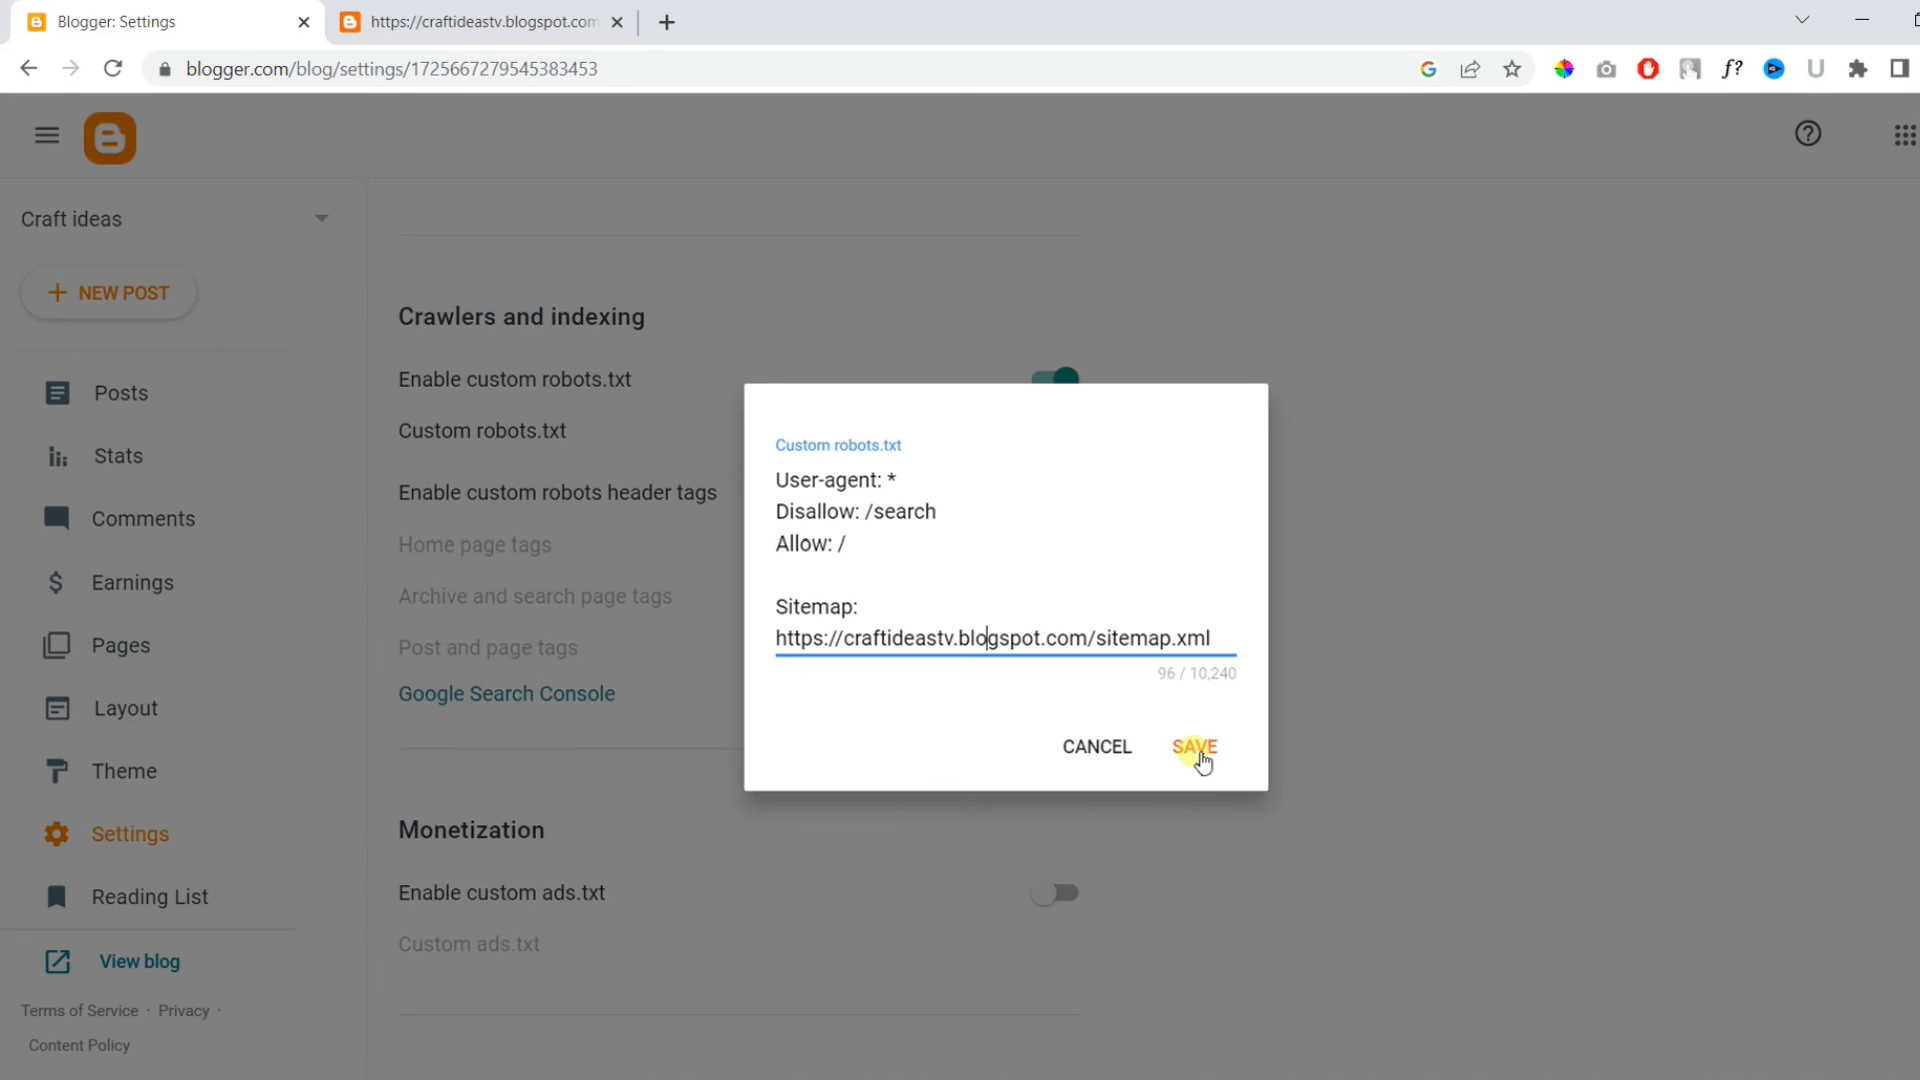 Blogger: Settings
https://craftideastv.blogspot.com
blogger.com/blog/settings/1725667279545383453
f?
U
Craft ideas
+ NEW POST
Posts
Stats
Comments
Earnings
Pages
Layout
Theme
Settings
Reading List
View blog
Terms of Service · Privacy ·
Content Policy
Crawlers and indexing
Enable custom robots.txt
Custom robots.txt
Enable custom robots header tags
Home page tags
Archive and search page tags
Post and page tags
Google Search Console
Monetization
Enable custom ads.txt
Custom ads.txt
Custom robots.txt
User-agent: *
Disallow: /search
Allow: /
Sitemap:
https://craftideastv.blogspot.com/sitemap.xml
96 / 10,240
CANCEL SAVE